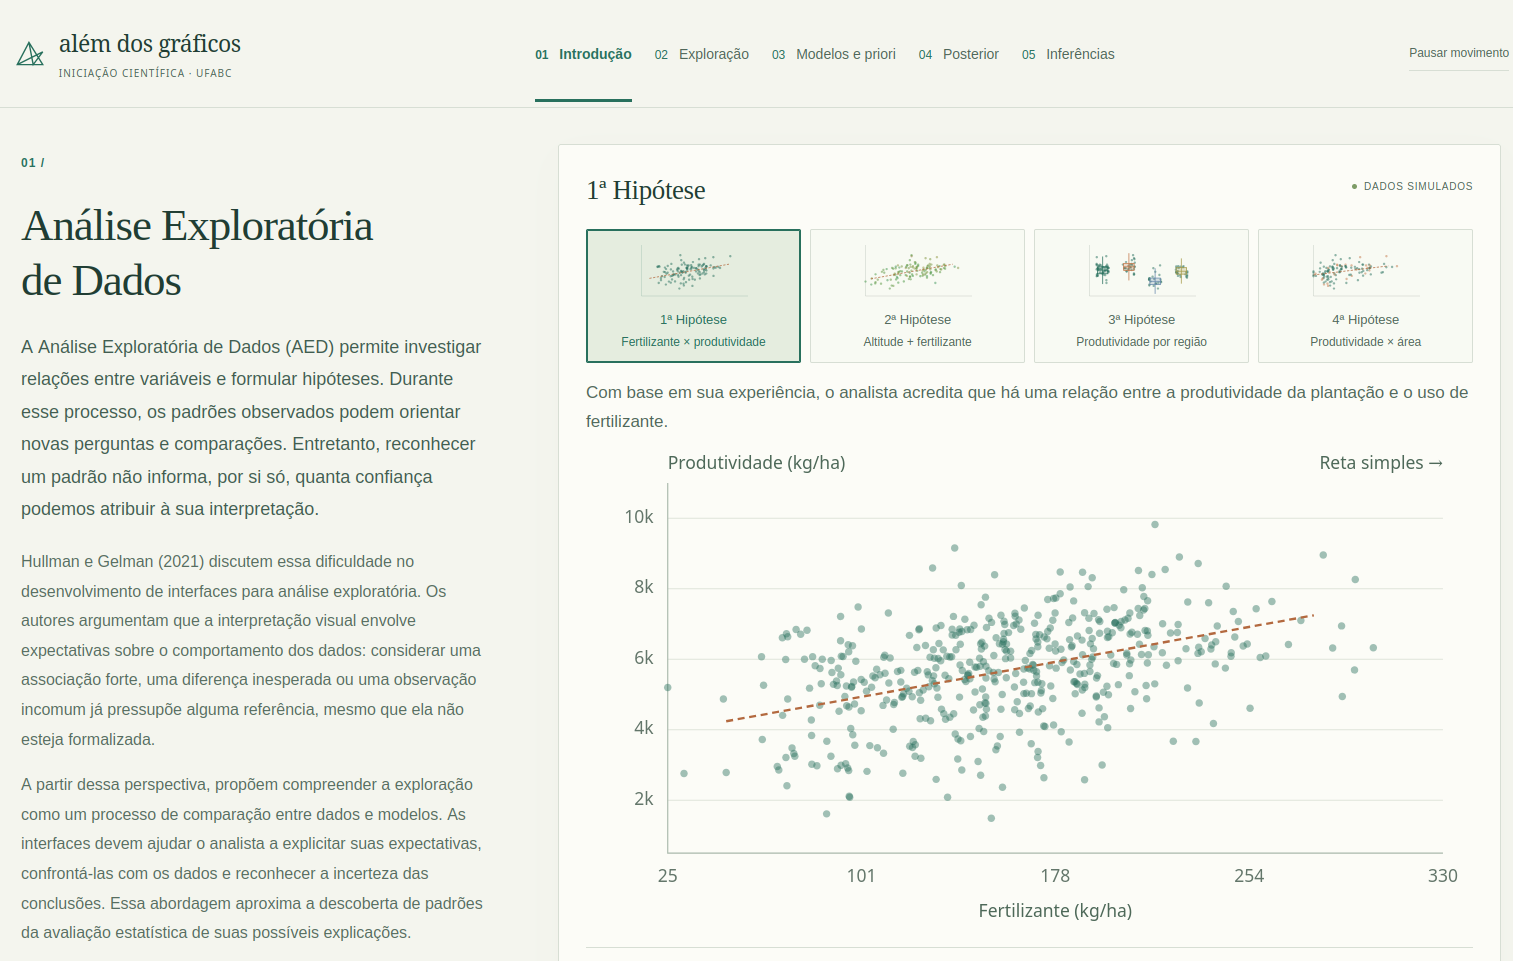 além dos gráficos
INICIAÇÃO CIENTÍFICA · UFABC
01 Introdução
02 Exploração
03 Modelos e priori
04 Posterior
05 Inferências
Pausar movimento
01 /
Análise Exploratória
de Dados
A Análise Exploratória de Dados (AED) permite investigar
relações entre variáveis e formular hipóteses. Durante
esse processo, os padrões observados podem orientar
novas perguntas e comparações. Entretanto, reconhecer
um padrão não informa, por si só, quanta confiança
podemos atribuir à sua interpretação.
Hullman e Gelman (2021) discutem essa dificuldade no
desenvolvimento de interfaces para análise exploratória. Os
autores argumentam que a interpretação visual envolve
expectativas sobre o comportamento dos dados: considerar uma
associação forte, uma diferença inesperada ou uma observação
incomum já pressupõe alguma referência, mesmo que ela não
esteja formalizada.
A partir dessa perspectiva, propõem compreender a exploração
como um processo de comparação entre dados e modelos. As
interfaces devem ajudar o analista a explicitar suas expectativas,
confrontá-las com os dados e reconhecer a incerteza das
conclusões. Essa abordagem aproxima a descoberta de padrões
da avaliação estatística de suas possíveis explicações.
1ª Hipótese
DADOS SIMULADOS
1ª Hipótese
Fertilizante × produtividade
2ª Hipótese
Altitude + fertilizante
3ª Hipótese
Produtividade por região
4ª Hipótese
Produtividade × área
Com base em sua experiência, o analista acredita que há uma relação entre a produtividade da plantação e o uso de
fertilizante.
Produtividade (kg/ha)
Reta simples →
10k
8k
6k
4k
2k
25 101 178 254 330
Fertilizante (kg/ha)